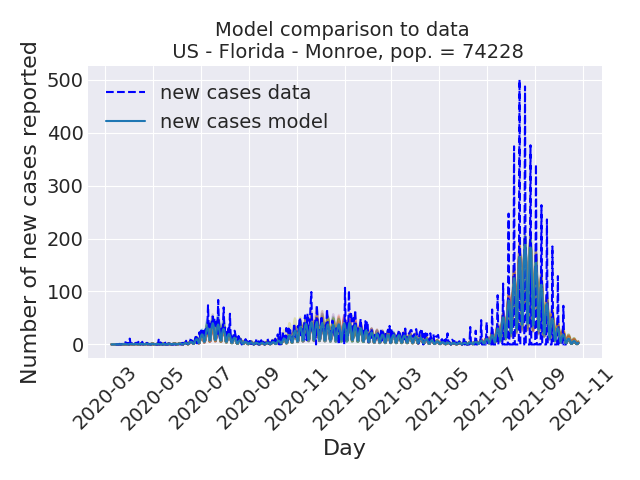 Model comparison to data
US - Florida - Monroe, pop. = 74228
Number of new cases reported
500
400
300
200
100
0
new cases data
new cases model
2020-03
2020-05
2020-07
2020-09
2020-11
2021-01
2021-03
2021-05
2021-07
2021-09
2021-11
Day